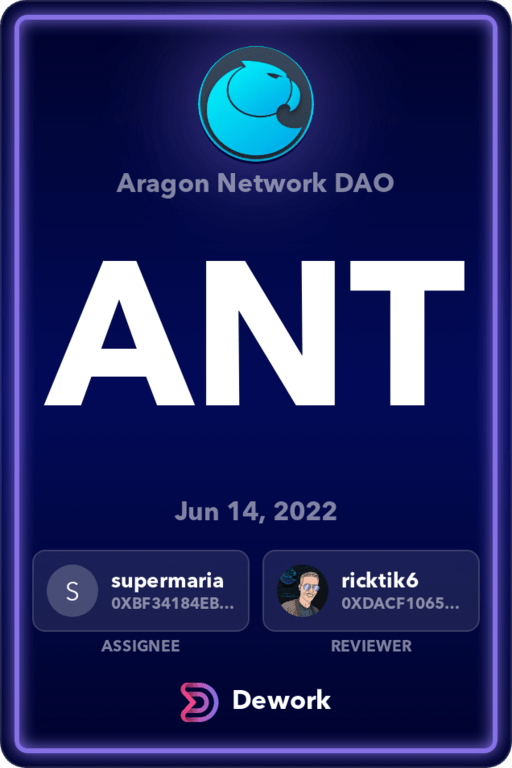 Aragon Network DAO
ANT
Jun 14, 2022
S
supermaria
0XBF34184EB...
ASSIGNEE
ricktik6
0XDACF1065...
REVIEWER
Dework